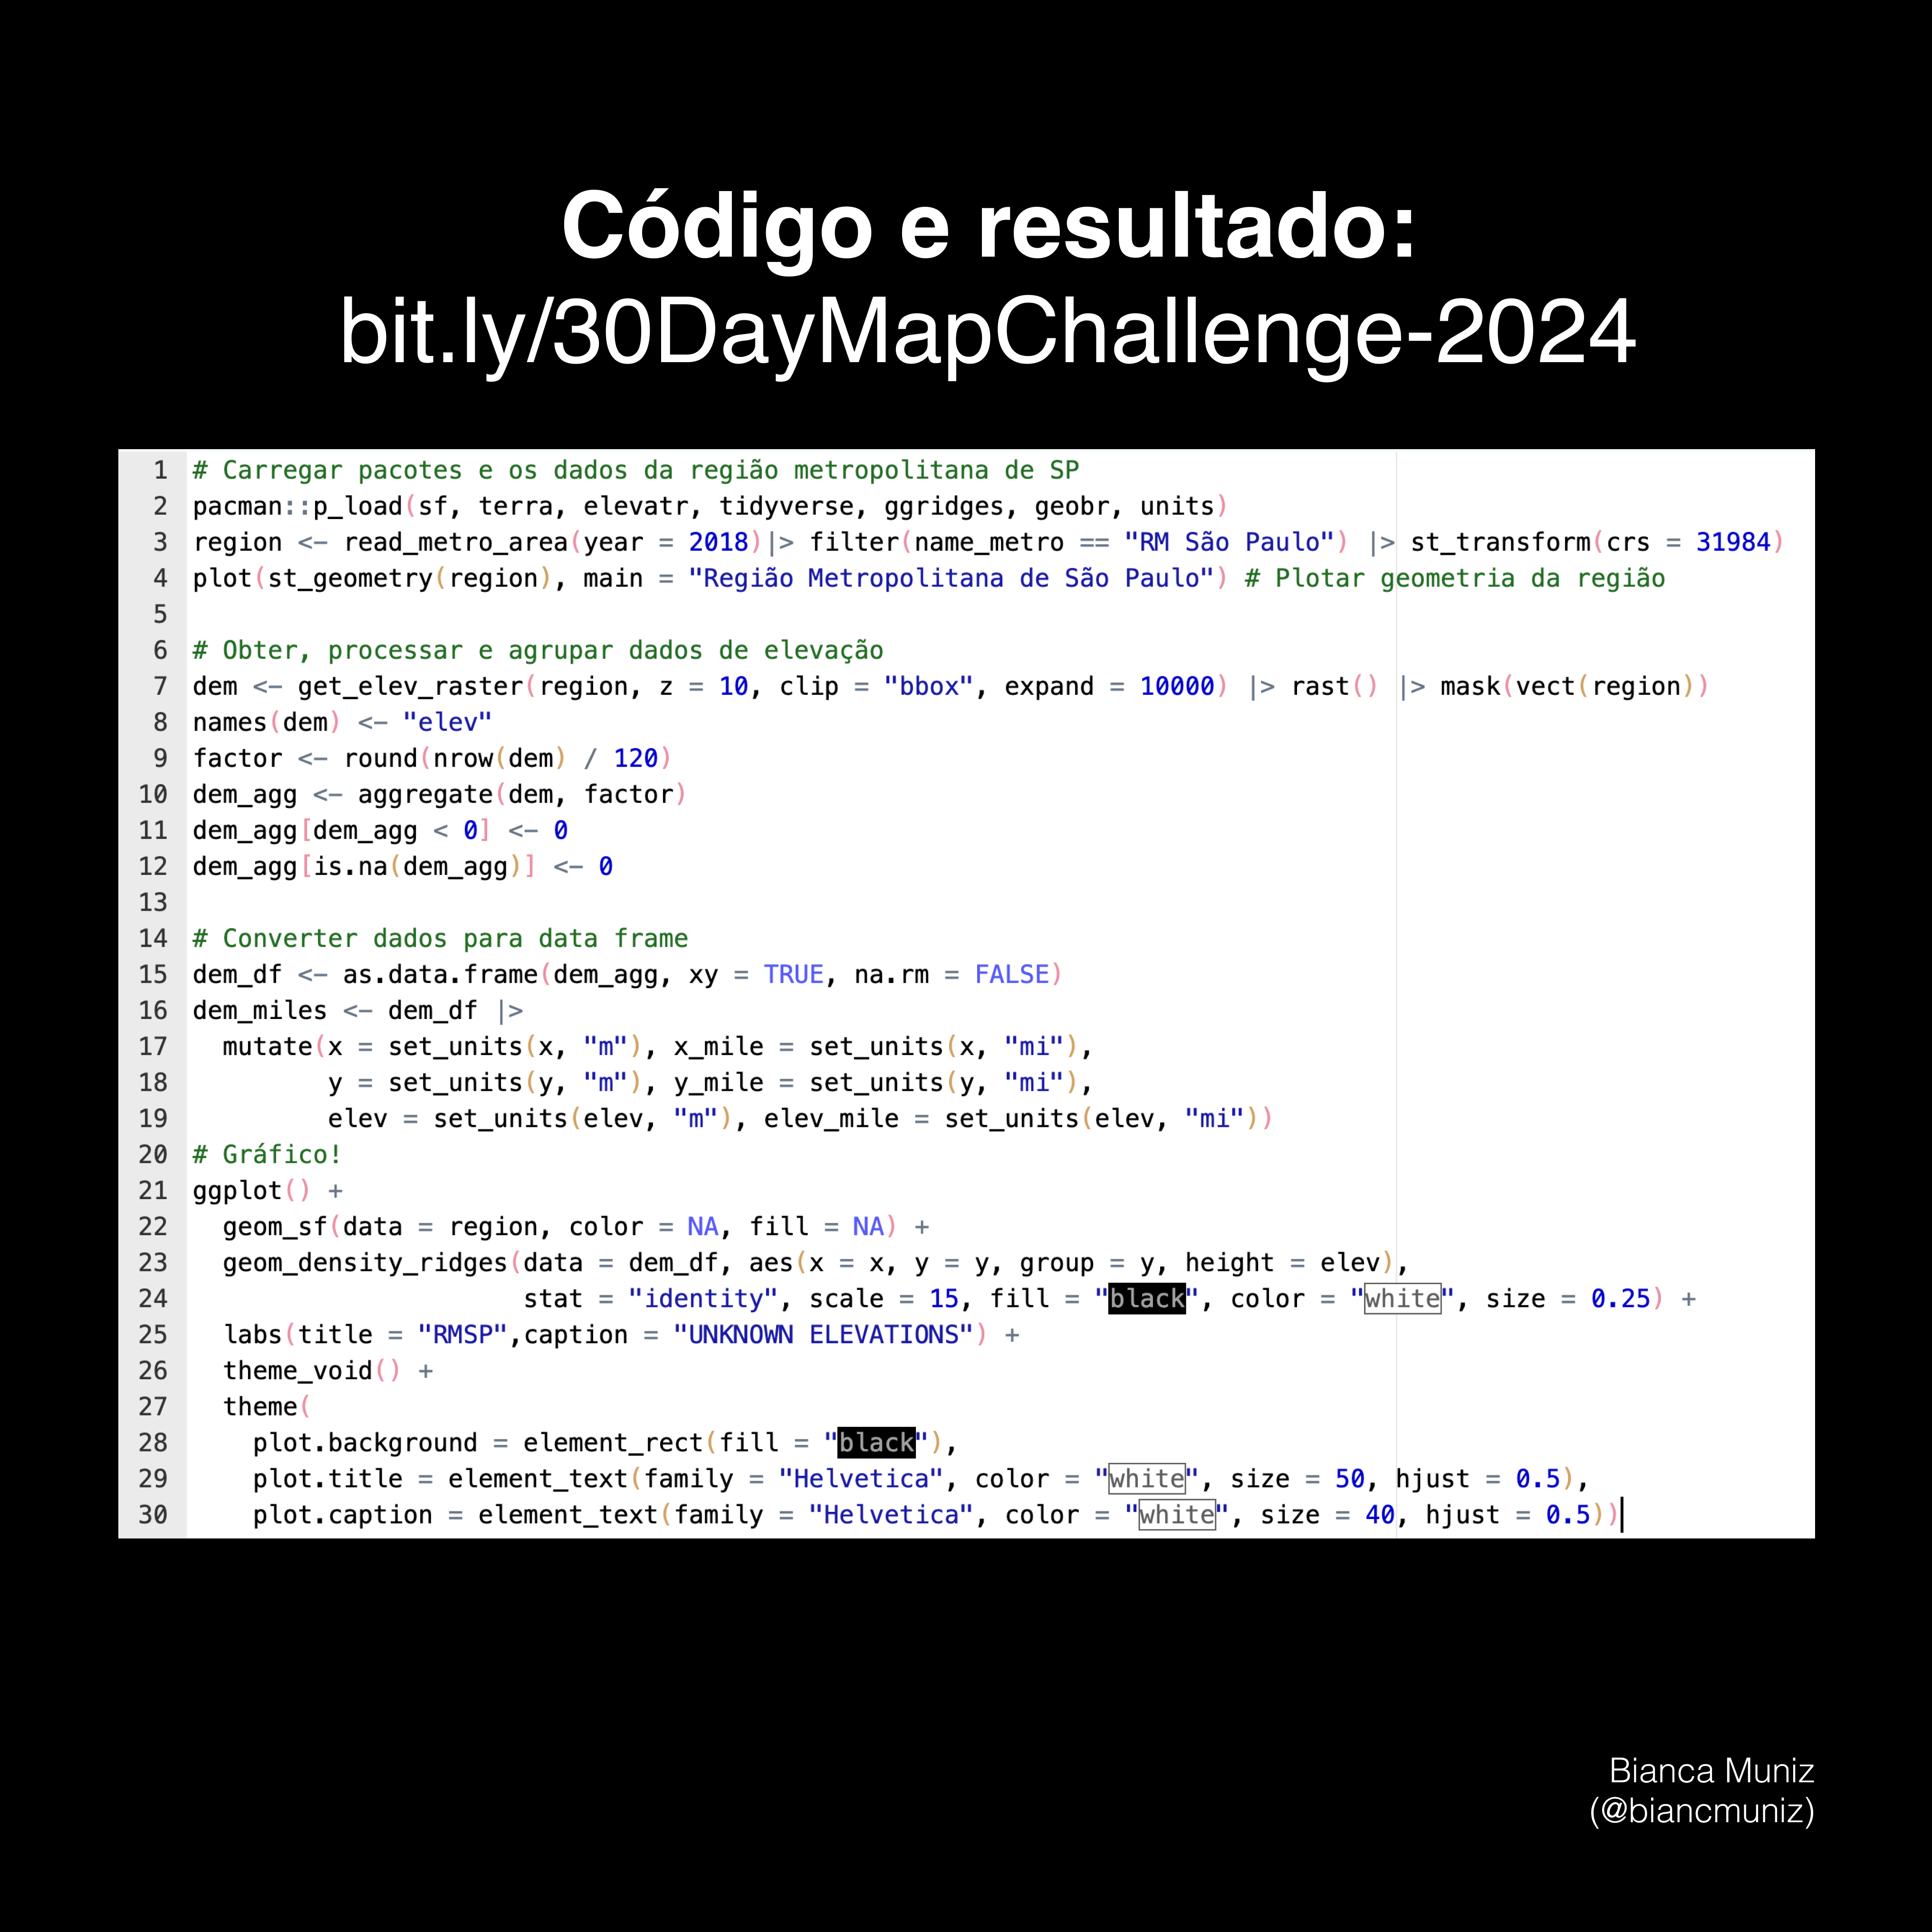 Código e resultado:
bit.ly/30DayMapChallenge-2024
1 # Carregar pacotes e os dados da região metropolitana de SP
2 pacman::p_load(sf, terra, elevatr, tidyverse, ggridges, geobr, units)
3 region <- read_metro_area(year = 2018)|> filter(name_metro == "RM São Paulo") |> st_transform(crs = 31984)
4 plot(st_geometry(region), main = "Região Metropolitana de São Paulo") # Plotar geometria da região
5
6 # Obter, processar e agrupar dados de elevação
7 dem <- get_elev_raster(region, z = 10, clip = "bbox", expand = 10000) |> rast() |> mask(vect(region))
8 names(dem) <- "elev"
9 factor <- round(nrow(dem) / 120)
10 dem_agg <- aggregate(dem, factor)
11 dem_agg[dem_agg < 0] <- 0
12 dem_agg[is.na(dem_agg)] <- 0
13
14 # Converter dados para data frame
15 dem_df <- as.data.frame(dem_agg, xy = TRUE, na.rm = FALSE)
16 dem_miles <- dem_df |>
17   mutate(x = set_units(x, "m"), x_mile = set_units(x, "mi"),
18          y = set_units(y, "m"), y_mile = set_units(y, "mi"),
19          elev = set_units(elev, "m"), elev_mile = set_units(elev, "mi"))
20 # Gráfico!
21 ggplot() +
22   geom_sf(data = region, color = NA, fill = NA) +
23   geom_density_ridges(data = dem_df, aes(x = x, y = y, group = y, height = elev),
24                       stat = "identity", scale = 15, fill = "black", color = "white", size = 0.25) +
25   labs(title = "RMSP",caption = "UNKNOWN ELEVATIONS") +
26   theme_void() +
27   theme(
28     plot.background = element_rect(fill = "black"),
29     plot.title = element_text(family = "Helvetica", color = "white", size = 50, hjust = 0.5),
30     plot.caption = element_text(family = "Helvetica", color = "white", size = 40, hjust = 0.5))
Bianca Muniz
(@biancmuniz)